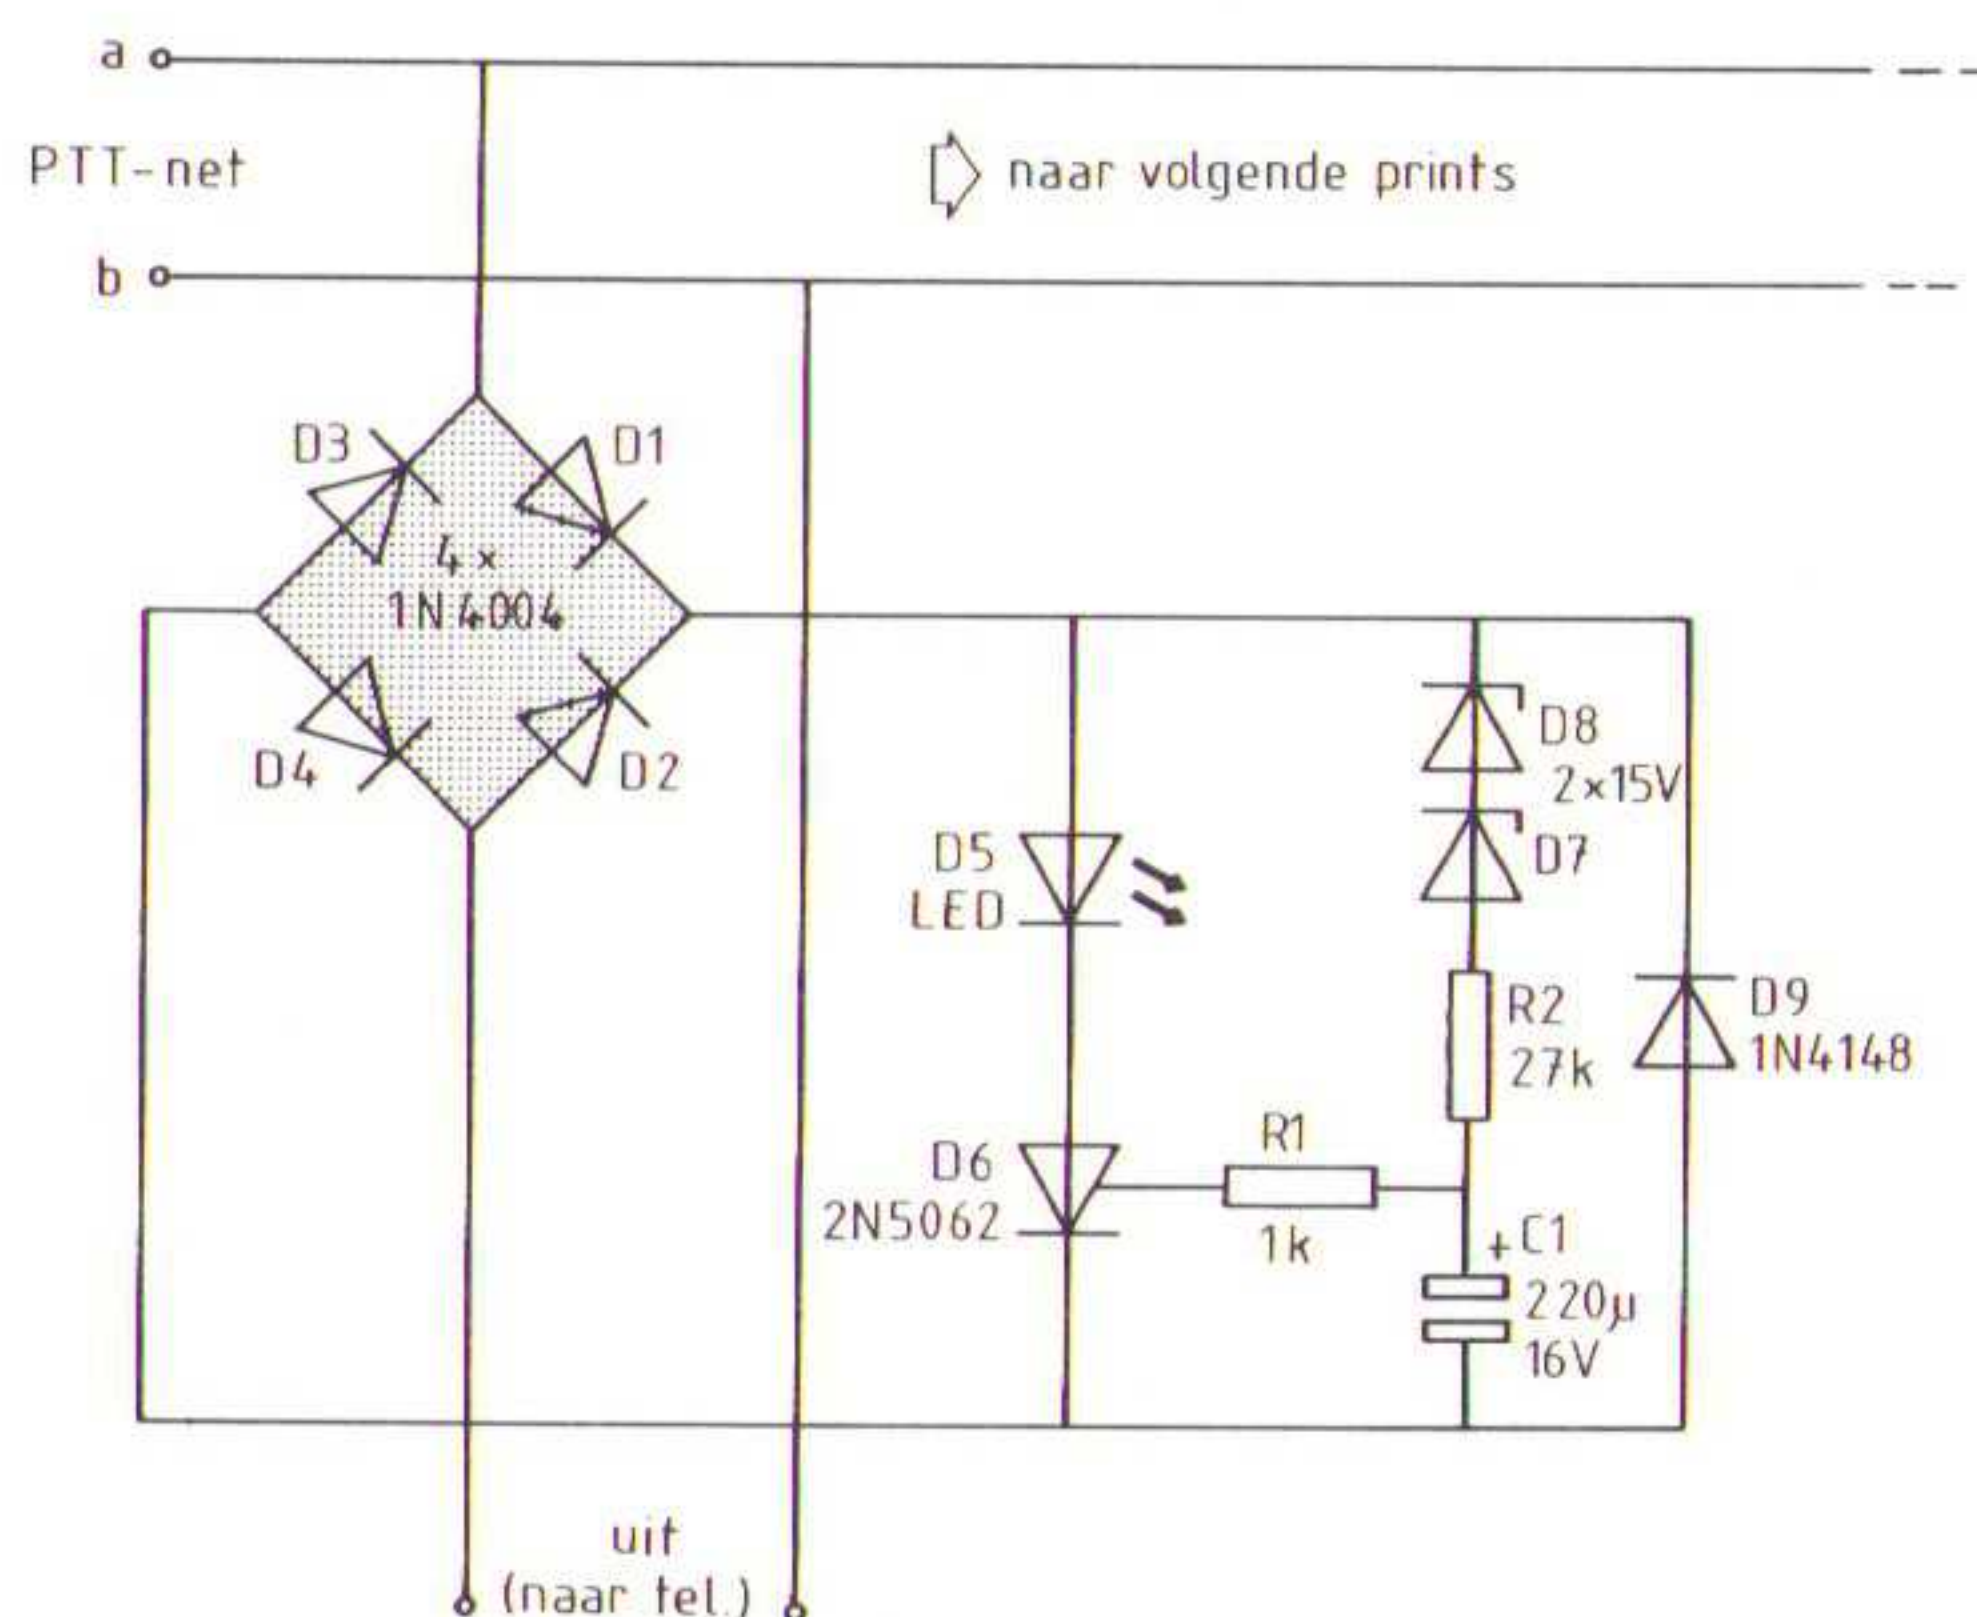 a
PTT-net
naar volgende prints
b
D3
D1
4 x
1N4004
D4
D2
D8
2x15V
D5
LED
D7
R2
27k
D9
1N4148
D6
2N5062
R1
1k
+
C1
220µ
16V
uit
(naar tel.)